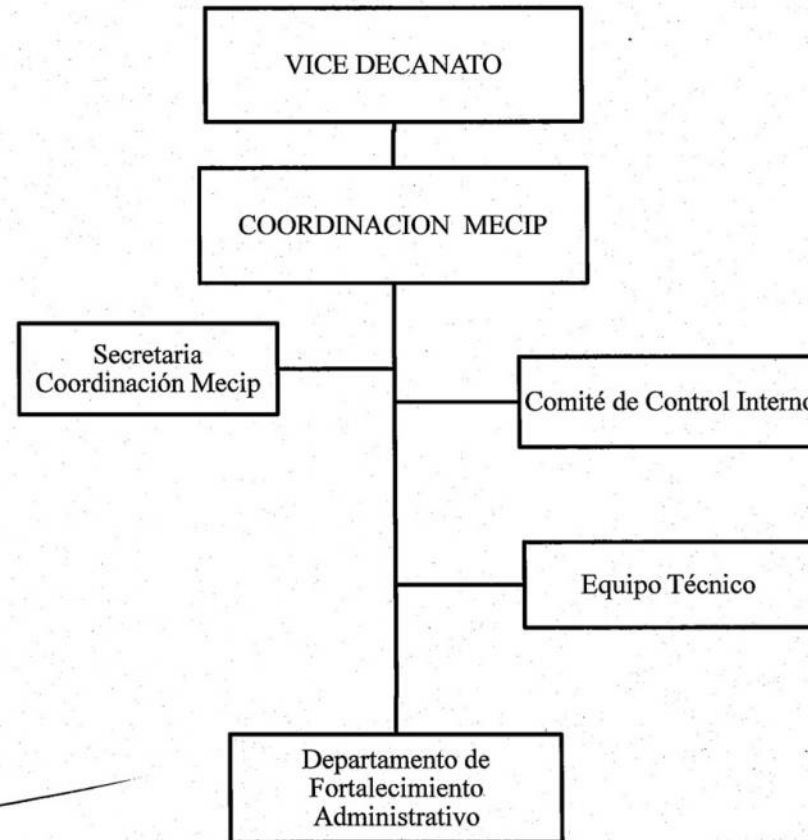 VICE DECANATO
COORDINACION MECIP
Secretaria
Coordinación Mecip
Comité de Control Interno
Equipo Técnico
Departamento de
Fortalecimiento
Administrativo